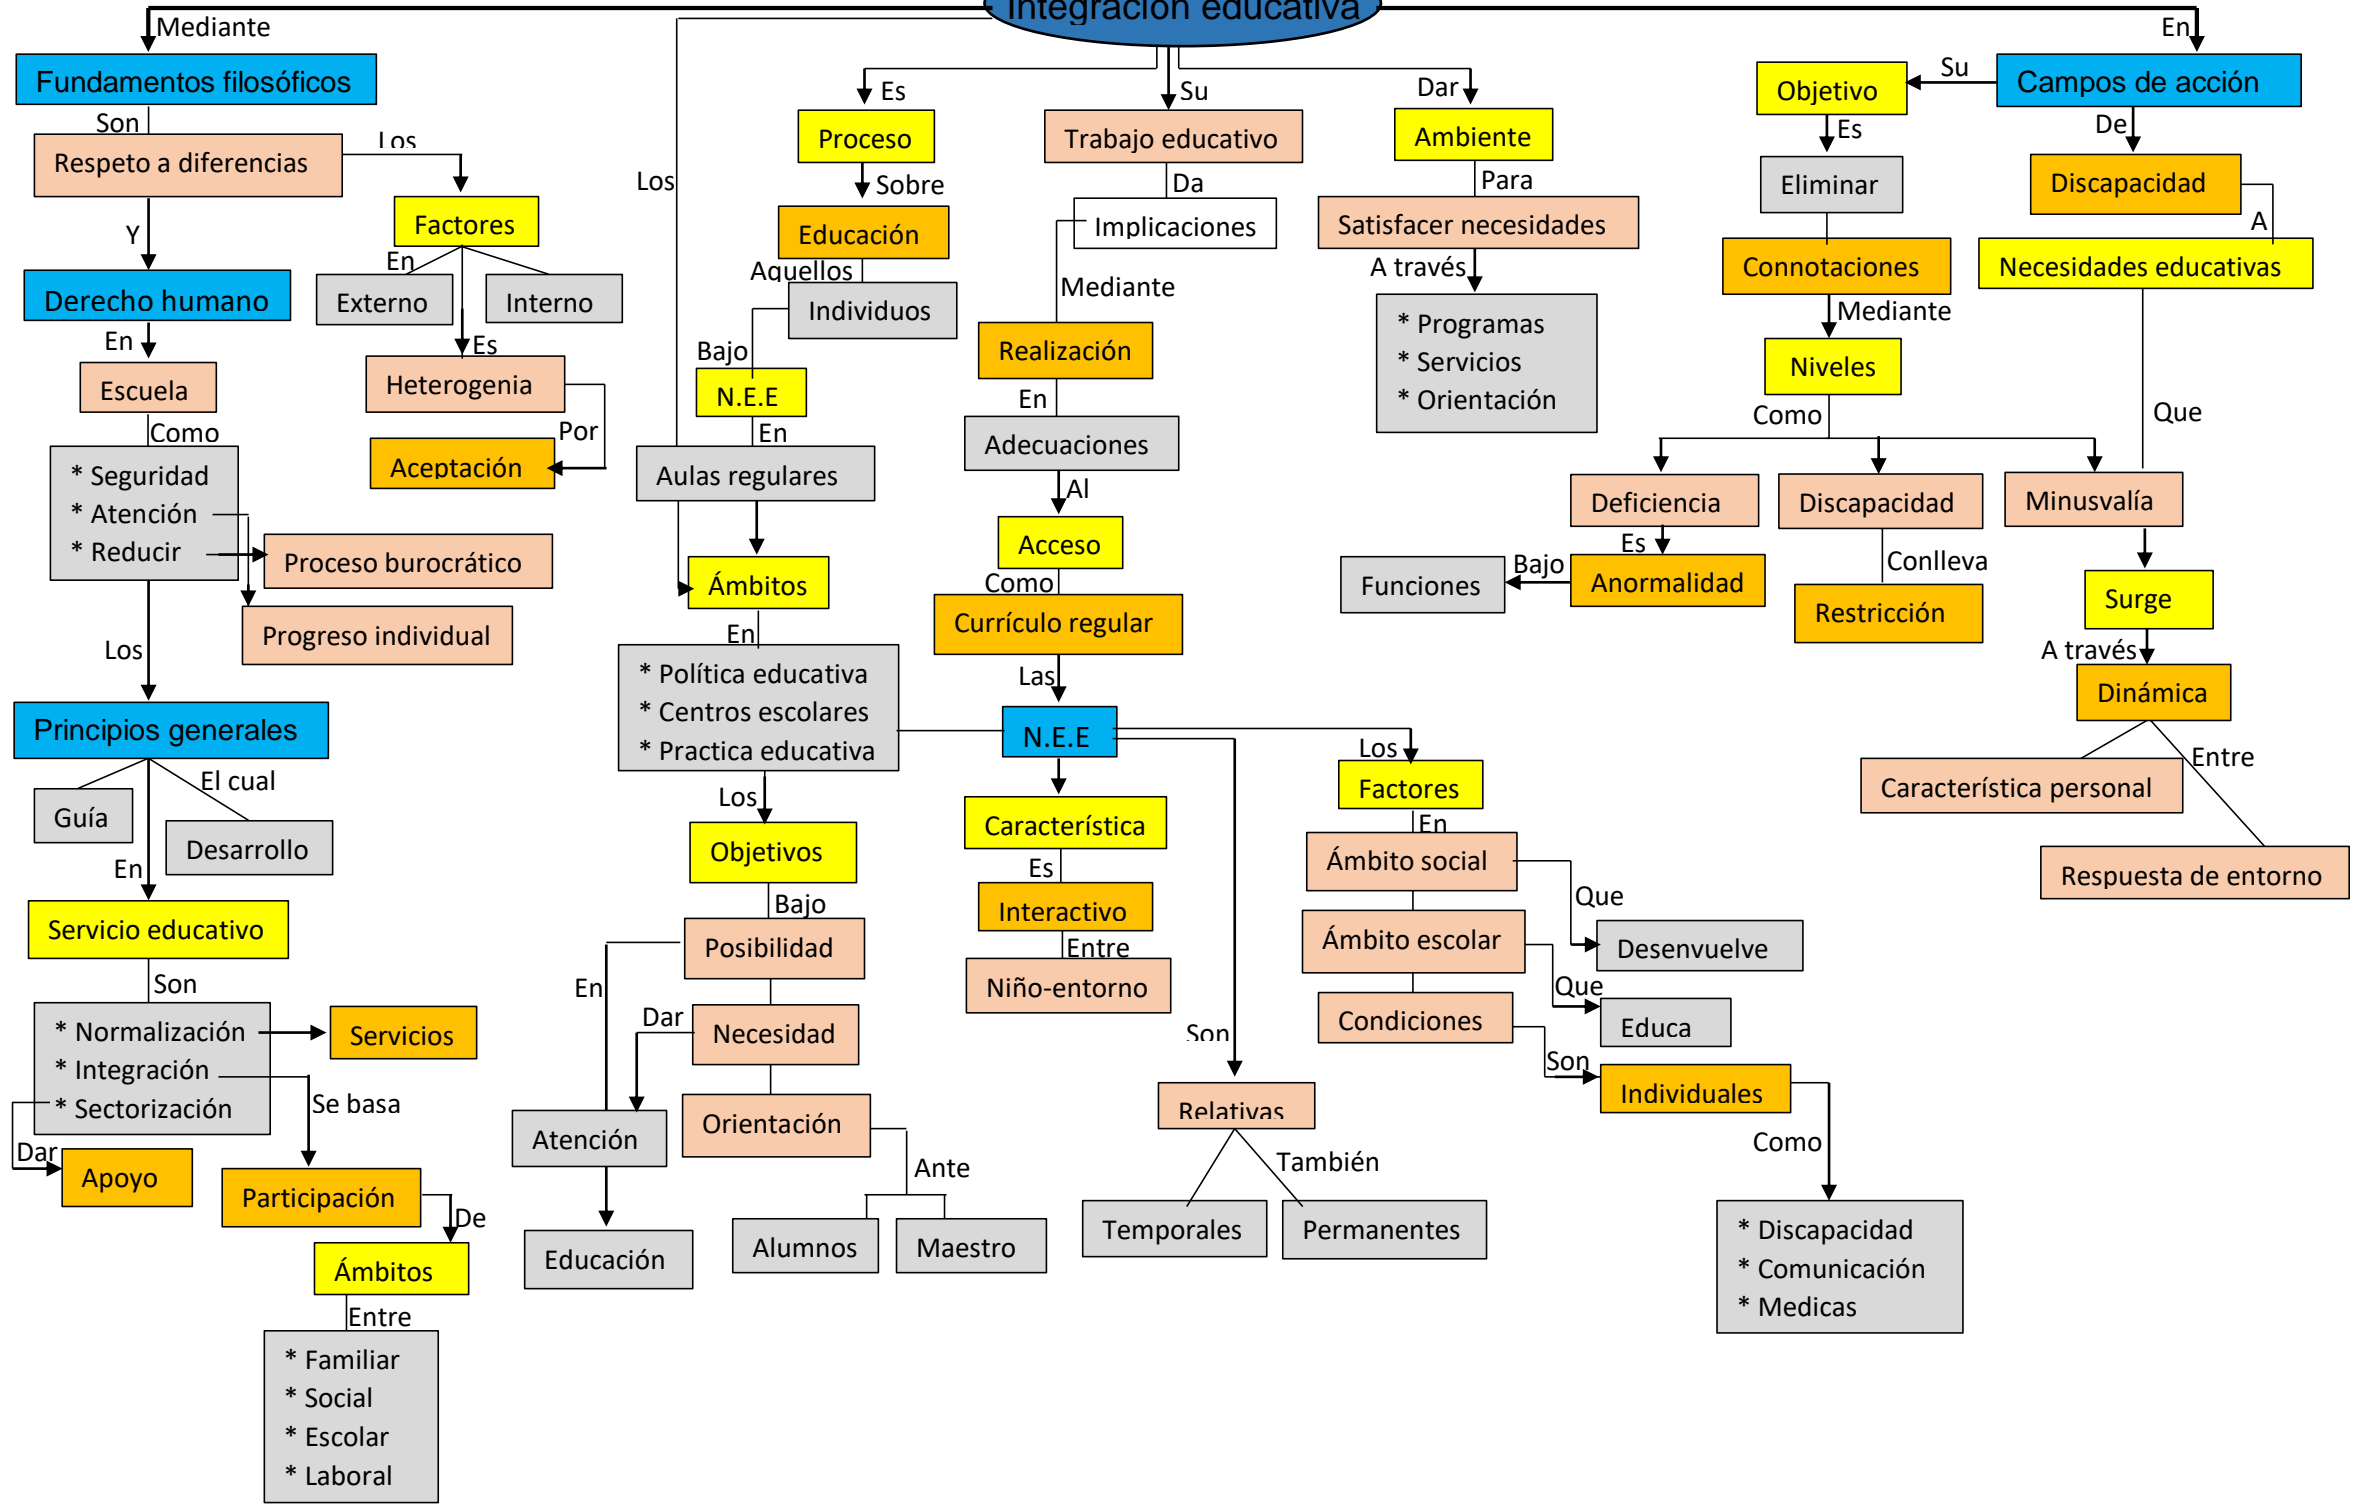 Integración educativa
Mediante
En
Fundamentos filosóficos
Son
Respeto a diferencias
Los
Factores
En
Externo
Interno
Es
Heterogenia
Por
Aceptación
Y
Derecho humano
En
Escuela
Como
* Seguridad
* Atención
* Reducir
Proceso burocrático
Progreso individual
Los
Principios generales
El cual
Guía
Desarrollo
En
Servicio educativo
Son
* Normalización
* Integración
* Sectorización
Servicios
Se basa
Dar
Apoyo
Participación
De
Ámbitos
Entre
* Familiar
* Social
* Escolar
* Laboral
Los
Es
Proceso
Sobre
Educación
Aquellos
Individuos
Bajo
N.E.E
En
Aulas regulares
Ámbitos
En
* Política educativa
* Centros escolares
* Practica educativa
Los
Objetivos
Bajo
Posibilidad
En
Dar
Necesidad
Orientación
Atención
Educación
Ante
Alumnos
Maestro
Su
Trabajo educativo
Da
Implicaciones
Mediante
Realización
En
Adecuaciones
Al
Acceso
Como
Currículo regular
Las
N.E.E
Característica
Es
Interactivo
Entre
Niño-entorno
Son
Relativas
También
Temporales
Permanentes
Los
Factores
En
Ámbito social
Que
Desenvuelve
Ámbito escolar
Que
Educa
Condiciones
Son
Individuales
Como
* Discapacidad
* Comunicación
* Medicas
Dar
Ambiente
Para
Satisfacer necesidades
A través
* Programas
* Servicios
* Orientación
Campos de acción
Su
Objetivo
Es
Eliminar
Connotaciones
Mediante
Niveles
Como
Deficiencia
Es
Anormalidad
Bajo
Funciones
Discapacidad
Conlleva
Restricción
Minusvalía
De
Discapacidad
A
Necesidades educativas
Que
Surge
A través
Dinámica
Entre
Característica personal
Respuesta de entorno